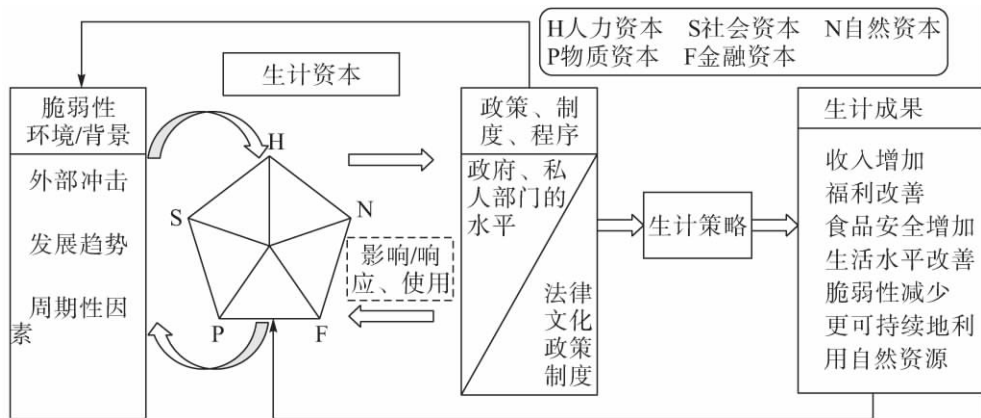 H人力资本 S社会资本 N自然资本
P物质资本 F金融资本
生计资本
脆弱性
环境/背景
外部冲击
发展趋势
周期性因
素
H
S
N
P
F
影响/响
应、使用
政策、制
度、程序
政府、私
人部门的
水平
法律
文化
政策
制度
生计策略
生计成果
收入增加
福利改善
食品安全增加
生活水平改善
脆弱性减少
更可持续地利
用自然资源